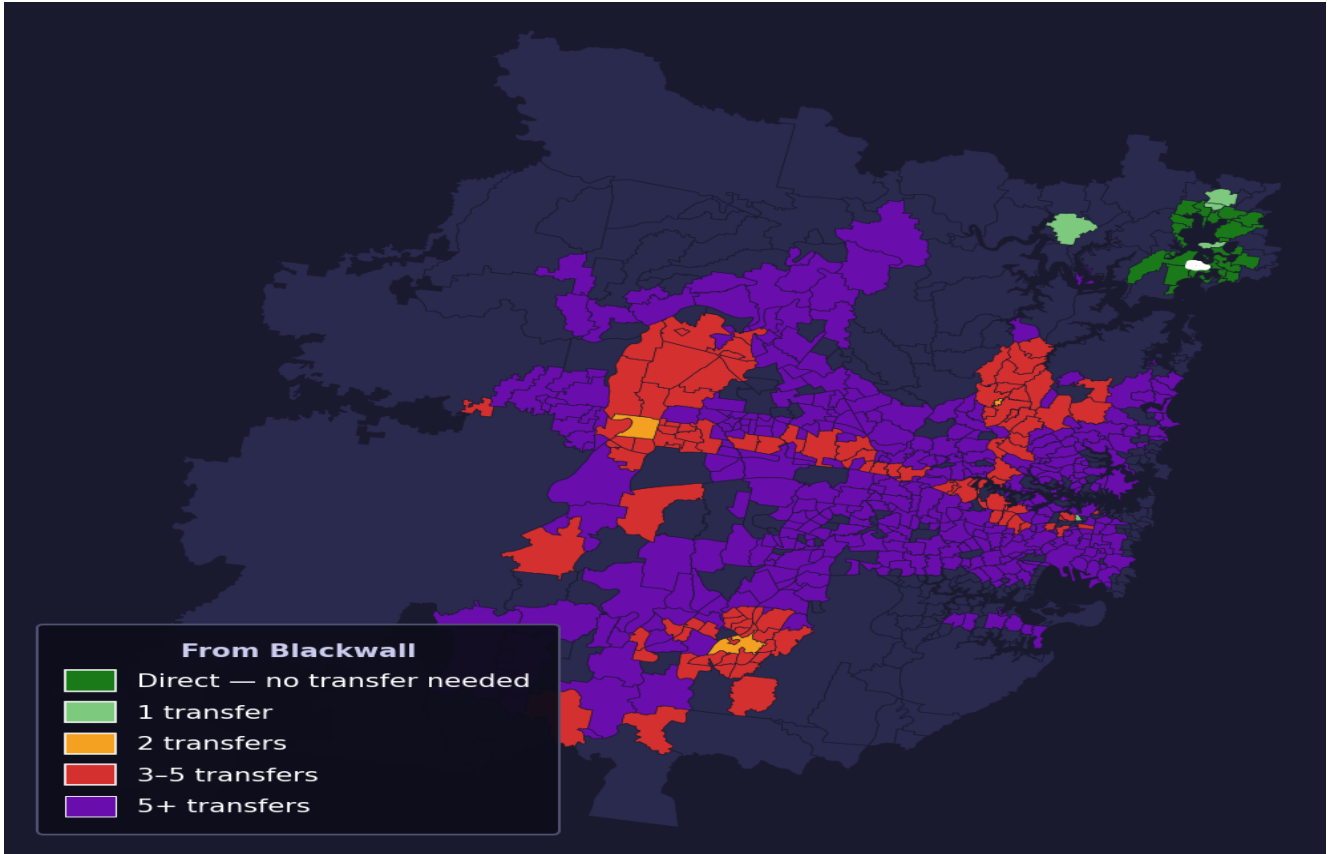 From Blackwall
Direct — no transfer needed
1 transfer
2 transfers
3–5 transfers
5+ transfers